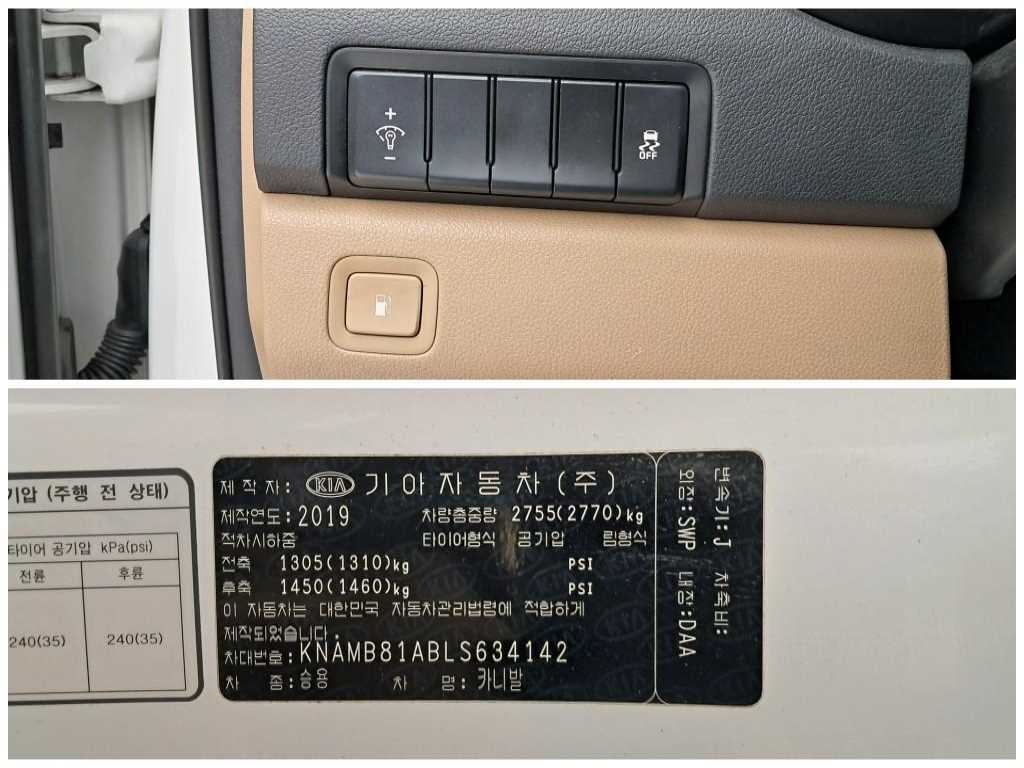 +
−
OFF
기압 (주행 전 상태)
타이어 공기압 kPa(psi)
전륜 후륜
240(35) 240(35)
제 작 자: KIA 기아자동차(주)
제작연도:2019 차량총중량 2755(2770)kg
적차시하중 타이어형식 공기압 림형식
전축 1305(1310)kg PSI
후축 1450(1460)kg PSI
이 자동차는 대한민국 자동차관리법령에 적합하게
제작되었습니다.
차대번호:KNAMB81ABLS634142
차 종:승용 차 명:카니발
변속기:J 차축비:
외장:SWP 내장:DAA